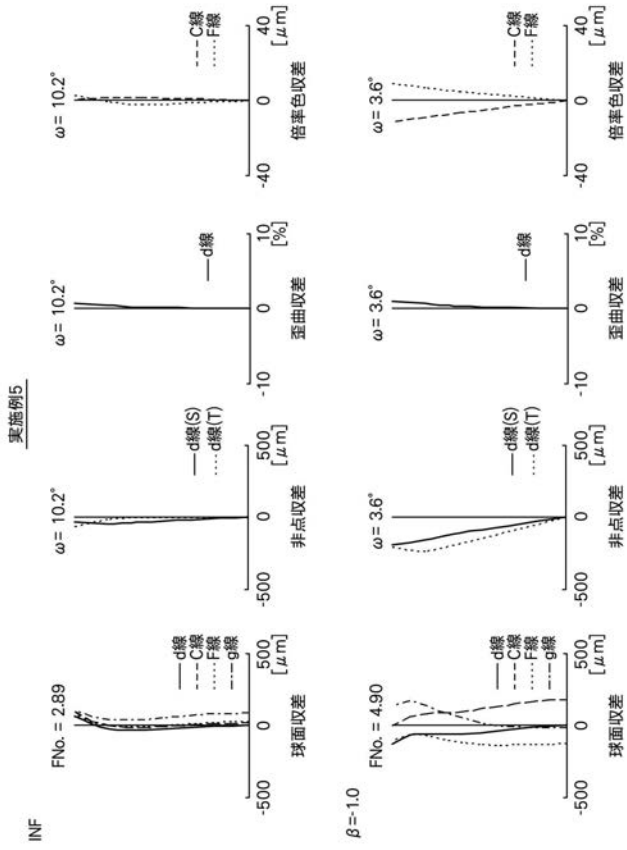 実施例5
INF
FNo. = 2.89
d線
C線
F線
g線
-500
0
500
[μm]
球面収差
ω= 10.2°
d線(S)
d線(T)
-500
0
500
[μm]
非点収差
ω= 10.2°
d線
-10
0
10
[%]
歪曲収差
ω= 10.2°
C線
F線
-40
0
40
[μm]
倍率色収差
β=-1.0
FNo. = 4.90
d線
C線
F線
g線
-500
0
500
[μm]
球面収差
ω= 3.6°
d線(S)
d線(T)
-500
0
500
[μm]
非点収差
ω= 3.6°
d線
-10
0
10
[%]
歪曲収差
ω= 3.6°
C線
F線
-40
0
40
[μm]
倍率色収差